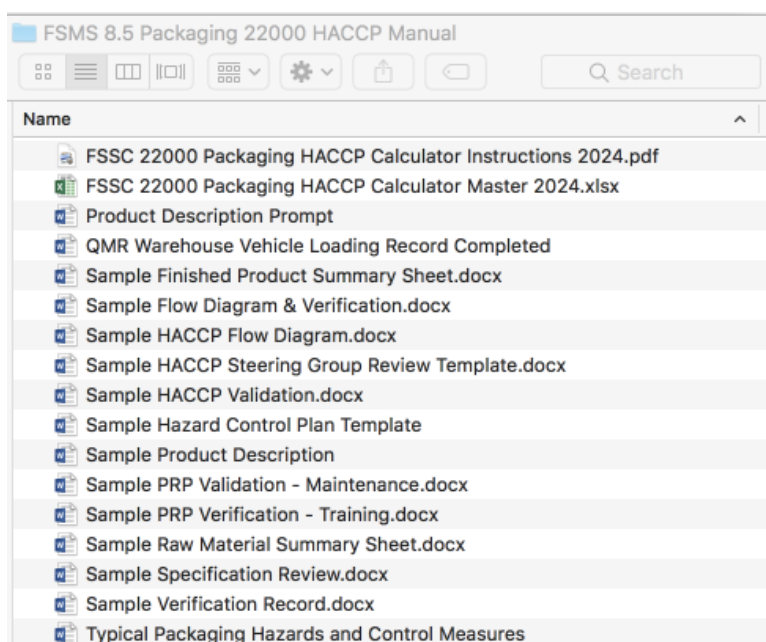 FSMS 8.5 Packaging 22000 HACCP Manual
Search
Name
FSSC 22000 Packaging HACCP Calculator Instructions 2024.pdf
FSSC 22000 Packaging HACCP Calculator Master 2024.xlsx
Product Description Prompt
QMR Warehouse Vehicle Loading Record Completed
Sample Finished Product Summary Sheet.docx
Sample Flow Diagram & Verification.docx
Sample HACCP Flow Diagram.docx
Sample HACCP Steering Group Review Template.docx
Sample HACCP Validation.docx
Sample Hazard Control Plan Template
Sample Product Description
Sample PRP Validation - Maintenance.docx
Sample PRP Verification - Training.docx
Sample Raw Material Summary Sheet.docx
Sample Specification Review.docx
Sample Verification Record.docx
Typical Packaging Hazards and Control Measures